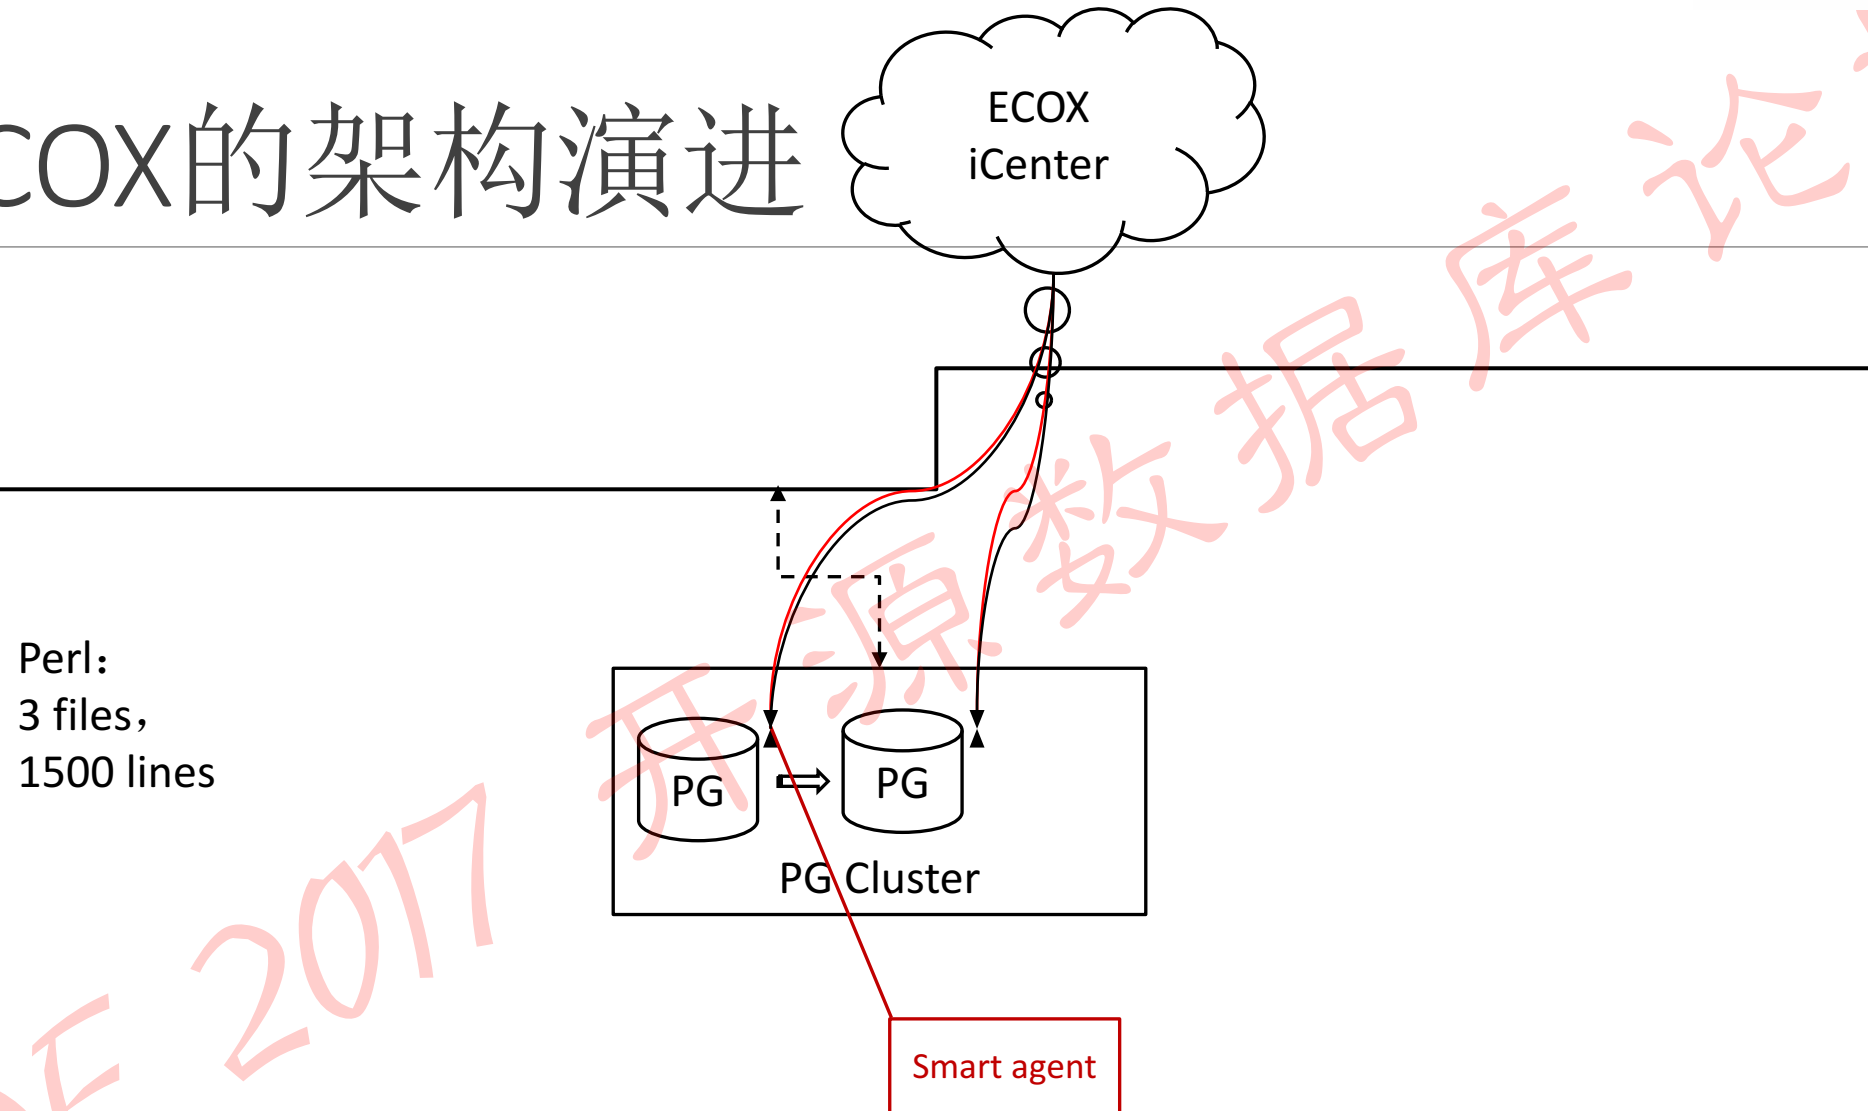 COX的架构演进
ECOX
iCenter
Perl：
3 files，
1500 lines
PG
PG
PG Cluster
Smart agent
2017 开源数据库论